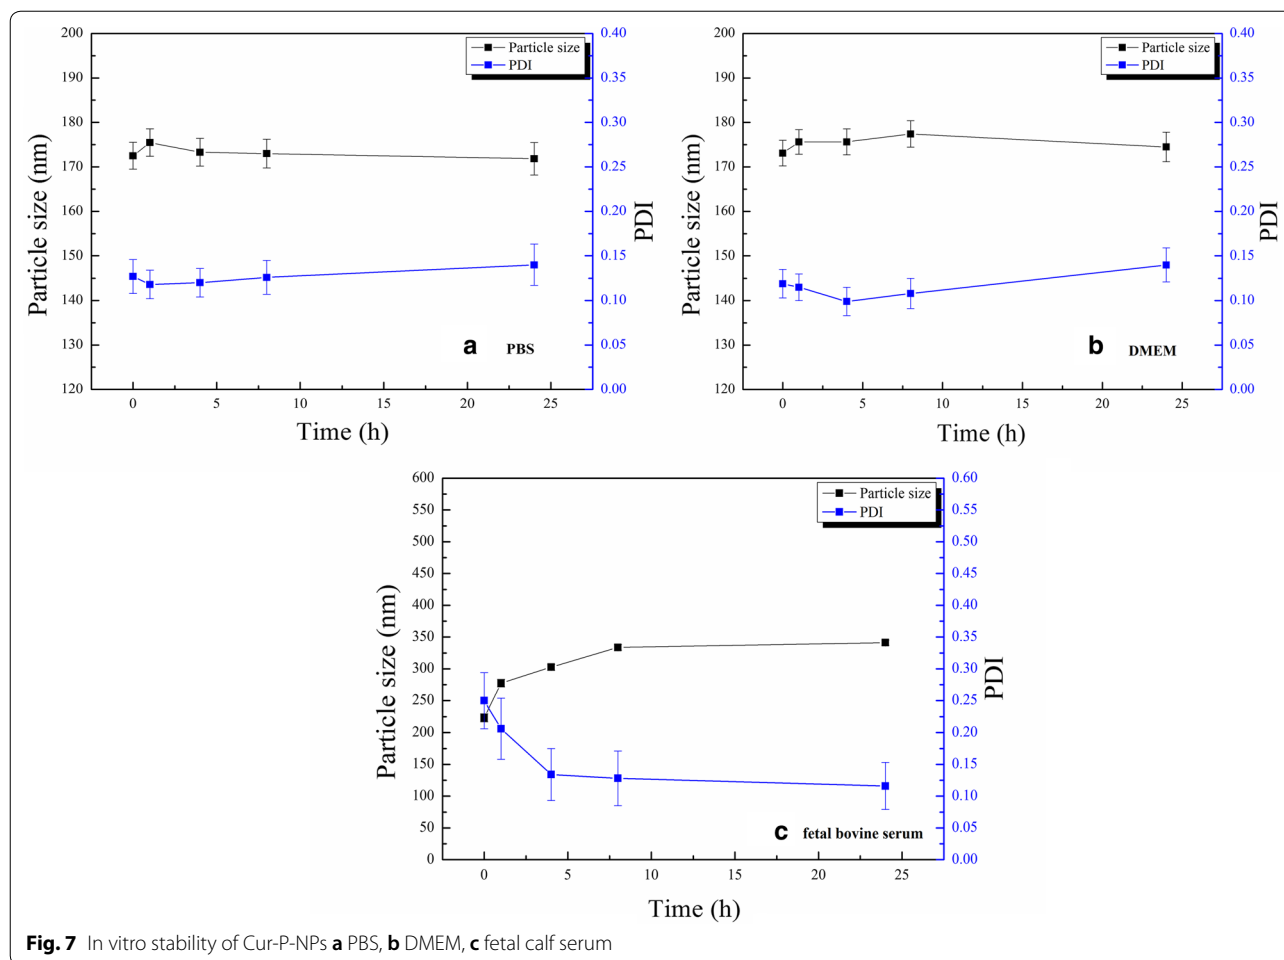 200
190
180
170
160
150
140
130
120
Particle size (nm)
0 5 10 15 20 25
Time (h)
0.40
0.35
0.30
0.25
0.20
0.15
0.10
0.05
0.00
PDI
Particle size
PDI
a PBS
200
190
180
170
160
150
140
130
120
Particle size (nm)
0 5 10 15 20 25
Time (h)
0.40
0.35
0.30
0.25
0.20
0.15
0.10
0.05
0.00
PDI
Particle size
PDI
b DMEM
600
550
500
450
400
350
300
250
200
150
100
50
0
Particle size (nm)
0 5 10 15 20 25
Time (h)
0.60
0.55
0.50
0.45
0.40
0.35
0.30
0.25
0.20
0.15
0.10
0.05
0.00
PDI
Particle size
PDI
c fetal bovine serum
Fig. 7 In vitro stability of Cur-P-NPs a PBS, b DMEM, c fetal calf serum